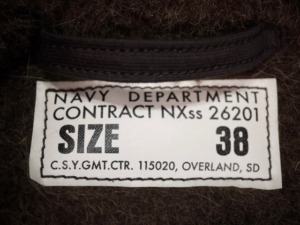 NAVY DEPARTMENT
CONTRACT NXss 26201
SIZE 38
C.S.Y.GMT.CTR. 115020, OVERLAND, SD